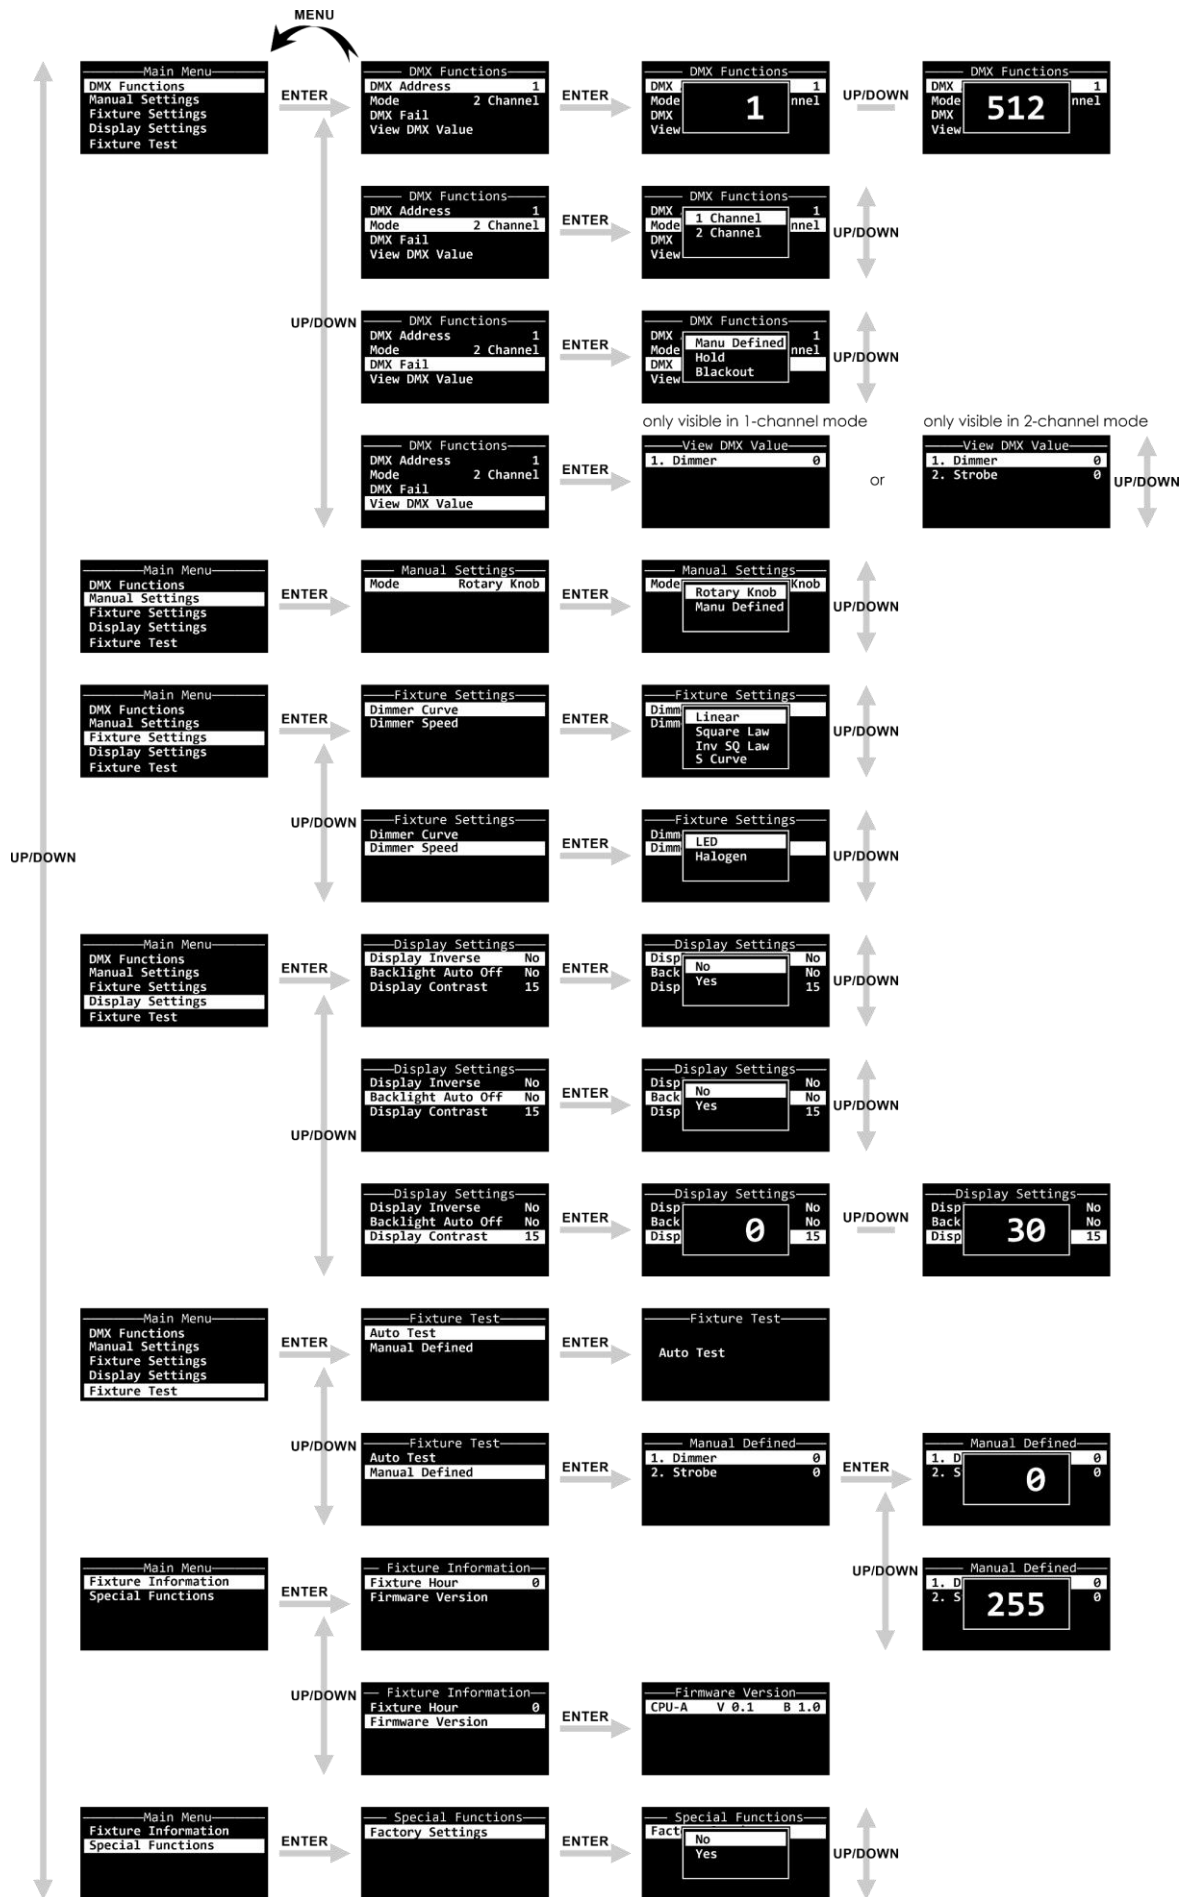 MENU
Main Menu
DMX Functions
Manual Settings
Fixture Settings
Display Settings
Fixture Test
ENTER
DMX Functions
DMX Address 1
Mode 2 Channel
DMX Fail
View DMX Value
ENTER
DMX Functions
DMX 1
Mode nnel
DMX
View
1
UP/DOWN
DMX Functions
DMX 1
Mode nnel
DMX
View
512
DMX Functions
DMX Address 1
Mode 2 Channel
DMX Fail
View DMX Value
ENTER
DMX Functions
DMX 1
Mode nnel
DMX
View
1 Channel
2 Channel
UP/DOWN
UP/DOWN
DMX Functions
DMX Address 1
Mode 2 Channel
DMX Fail
View DMX Value
ENTER
DMX Functions
DMX 1
Mode nnel
DMX
View
Manu Defined
Hold
Blackout
UP/DOWN
only visible in 1-channel mode
only visible in 2-channel mode
DMX Functions
DMX Address 1
Mode 2 Channel
DMX Fail
View DMX Value
ENTER
View DMX Value
1. Dimmer 0
or
View DMX Value
1. Dimmer 0
2. Strobe 0
UP/DOWN
Main Menu
DMX Functions
Manual Settings
Fixture Settings
Display Settings
Fixture Test
ENTER
Manual Settings
Mode Rotary Knob
ENTER
Manual Settings
Mode Knob
Rotary Knob
Manu Defined
UP/DOWN
Main Menu
DMX Functions
Manual Settings
Fixture Settings
Display Settings
Fixture Test
ENTER
Fixture Settings
Dimmer Curve
Dimmer Speed
ENTER
Fixture Settings
Dimm
Dimm
Linear
Square Law
Inv SQ Law
S Curve
UP/DOWN
UP/DOWN
Fixture Settings
Dimmer Curve
Dimmer Speed
ENTER
Fixture Settings
Dimm
Dimm
LED
Halogen
UP/DOWN
UP/DOWN
Main Menu
DMX Functions
Manual Settings
Fixture Settings
Display Settings
Fixture Test
ENTER
Display Settings
Display Inverse No
Backlight Auto Off No
Display Contrast 15
ENTER
Display Settings
Disp No
Back No
Disp 15
No
Yes
UP/DOWN
UP/DOWN
Display Settings
Display Inverse No
Backlight Auto Off No
Display Contrast 15
ENTER
Display Settings
Disp No
Back No
Disp 15
No
Yes
UP/DOWN
Display Settings
Display Inverse No
Backlight Auto Off No
Display Contrast 15
ENTER
Display Settings
Disp No
Back No
Disp 15
0
UP/DOWN
Display Settings
Disp No
Back No
Disp 15
30
Main Menu
DMX Functions
Manual Settings
Fixture Settings
Display Settings
Fixture Test
ENTER
Fixture Test
Auto Test
Manual Defined
ENTER
Fixture Test
Auto Test
UP/DOWN
Fixture Test
Auto Test
Manual Defined
ENTER
Manual Defined
1. Dimmer 0
2. Strobe 0
ENTER
Manual Defined
1. D 0
2. S 0
0
UP/DOWN
Manual Defined
1. D 0
2. S 0
255
Main Menu
Fixture Information
Special Functions
ENTER
Fixture Information
Fixture Hour 0
Firmware Version
UP/DOWN
Fixture Information
Fixture Hour 0
Firmware Version
ENTER
Firmware Version
CPU-A V 0.1 B 1.0
Main Menu
Fixture Information
Special Functions
ENTER
Special Functions
Factory Settings
ENTER
Special Functions
Fact
No
Yes
UP/DOWN